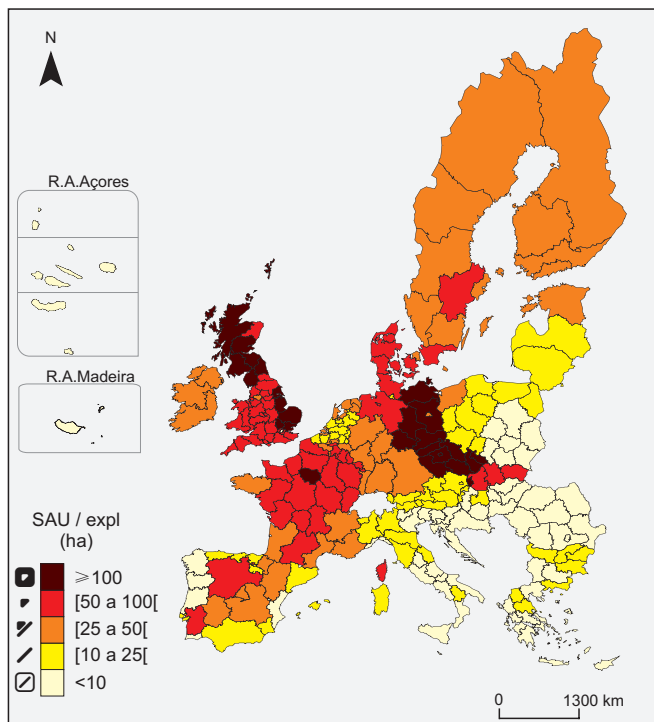 N
R.A.Açores
R.A.Madeira
SAU / expl
(ha)
⩾100
[50 a 100[
[25 a 50[
[10 a 25[
<10
0 1300 km